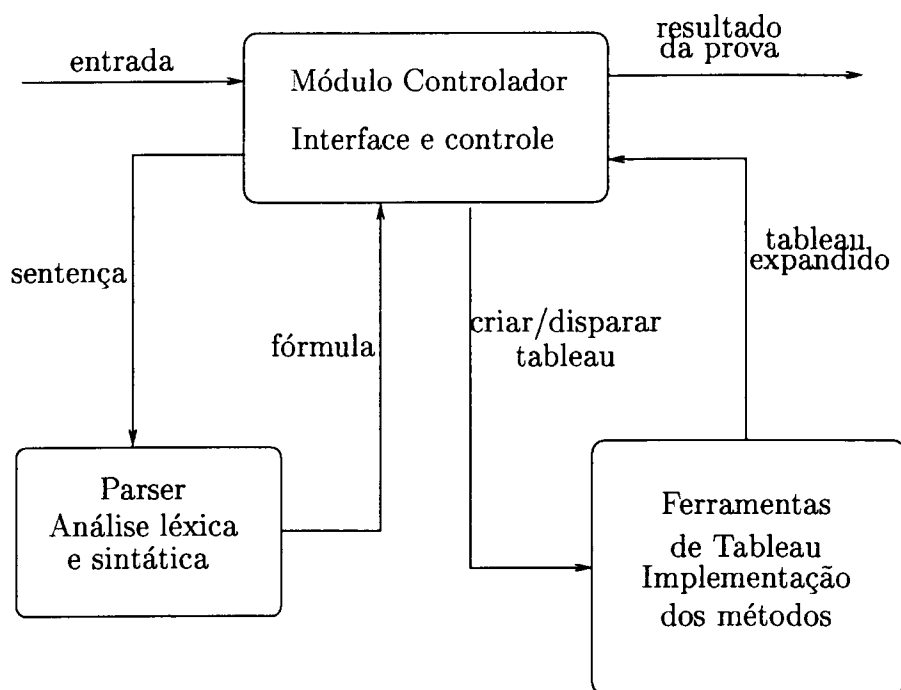 resultado
da prova
entrada
Módulo Controlador
Interface e controle
sentença
fórmula
criar/disparar
tableau
tableau
expandido
Parser
Análise léxica
e sintática
Ferramentas
de Tableau
Implementação
dos métodos